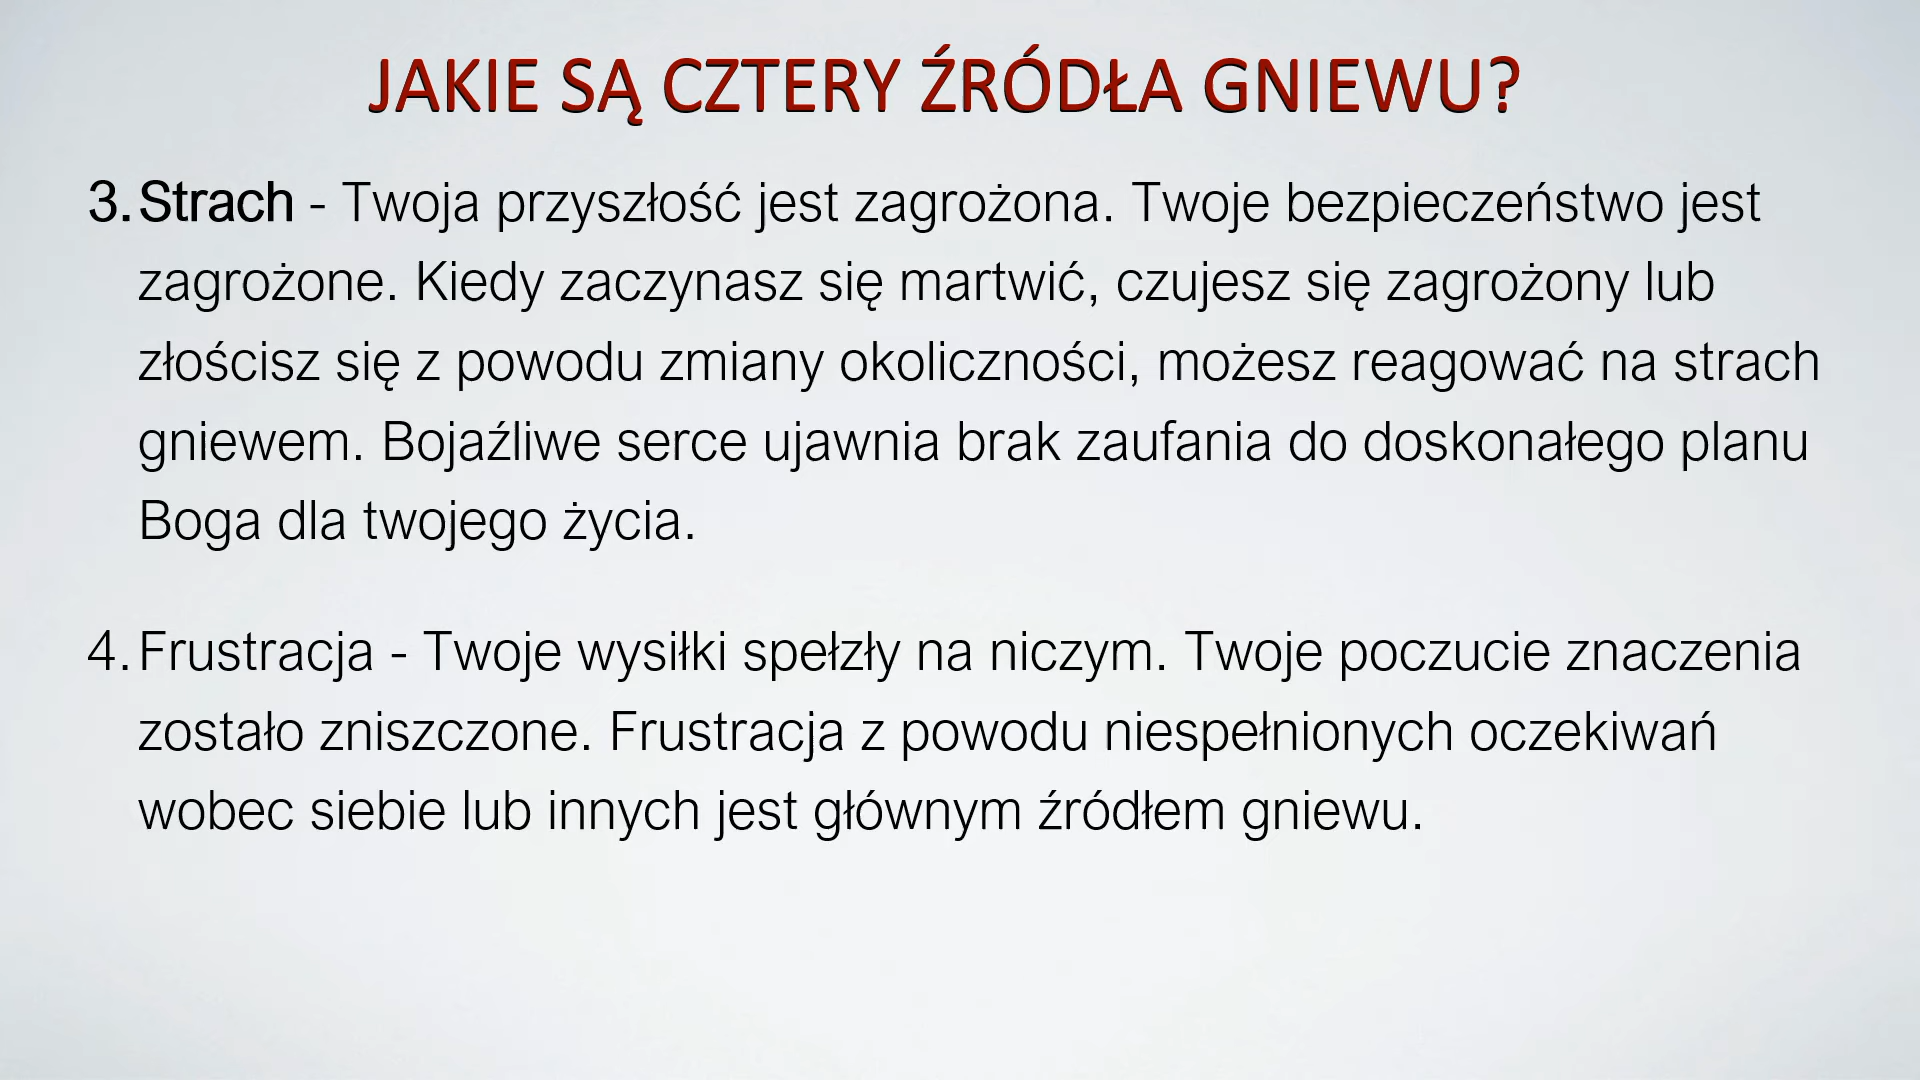 JAKIE SĄ CZTERY ŹRÓDŁA GNIEWU?
3. Strach - Twoja przyszłość jest zagrożona. Twoje bezpieczeństwo jest
zagrożone. Kiedy zaczynasz się martwić, czujesz się zagrożony lub
złościsz się z powodu zmiany okoliczności, możesz reagować na strach
gniewem. Bojaźliwe serce ujawnia brak zaufania do doskonałego planu
Boga dla twojego życia.
4. Frustracja - Twoje wysiłki spełzły na niczym. Twoje poczucie znaczenia
zostało zniszczone. Frustracja z powodu niespełnionych oczekiwań
wobec siebie lub innych jest głównym źródłem gniewu.